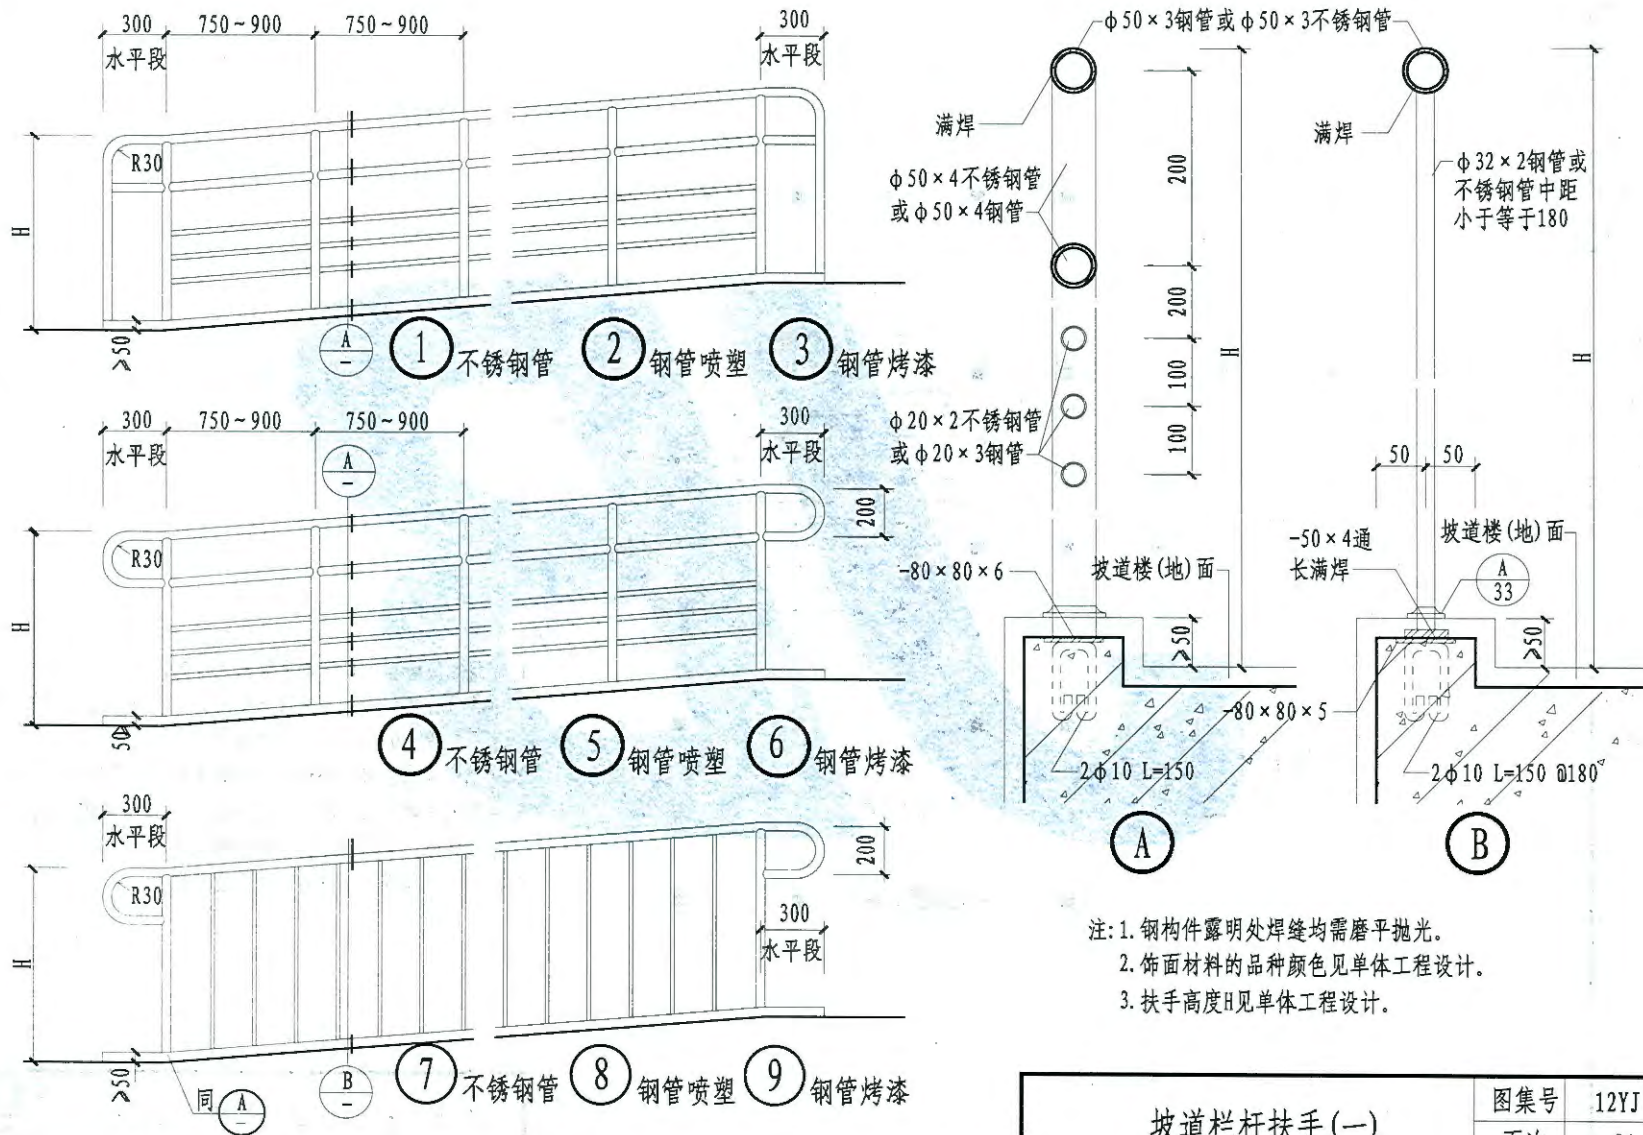 300 750~900 750~900 300
水平段 水平段
R30
H
≥50
A
—
1 不锈钢管 2 钢管喷塑 3 钢管烤漆
300 750~900 750~900 300
水平段 水平段
A
—
R30
200
H
50
4 不锈钢管 5 钢管喷塑 6 钢管烤漆
300
水平段
R30
200
300
水平段
H
≥50
同 A
—
B
—
7 不锈钢管 8 钢管喷塑 9 钢管烤漆
ф50×3钢管或ф50×3不锈钢管
满焊
ф50×4不锈钢管
或ф50×4钢管
200
200
100
100
H
ф20×2不锈钢管
或ф20×3钢管
-80×80×6
坡道楼(地)面
≥50
2ф10 L=150
A
满焊
ф32×2钢管或
不锈钢管中距
小于等于180
H
50 50
-50×4通
长满焊
坡道楼(地)面
A
33
≥50
-80×80×5
2ф10 L=150 @180
B
注:1.钢构件露明处焊缝均需磨平抛光。
2.饰面材料的品种颜色见单体工程设计。
3.扶手高度H见单体工程设计。
坡道栏杆扶手(一)
图集号 12YJ